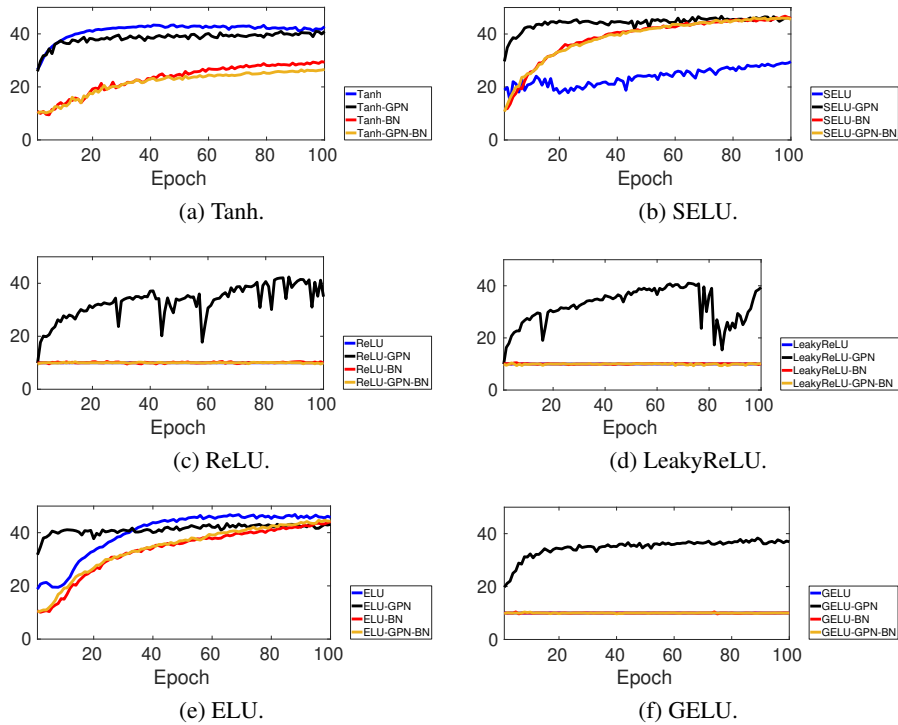 40
20
0
20 40 60 80 100
Epoch
Tanh
Tanh-GPN
Tanh-BN
Tanh-GPN-BN
(a) Tanh.
40
20
0
20 40 60 80 100
Epoch
SELU
SELU-GPN
SELU-BN
SELU-GPN-BN
(b) SELU.
40
20
0
20 40 60 80 100
Epoch
ReLU
ReLU-GPN
ReLU-BN
ReLU-GPN-BN
(c) ReLU.
40
20
0
20 40 60 80 100
Epoch
LeakyReLU
LeakyReLU-GPN
LeakyReLU-BN
LeakyReLU-GPN-BN
(d) LeakyReLU.
40
20
0
20 40 60 80 100
Epoch
ELU
ELU-GPN
ELU-BN
ELU-GPN-BN
(e) ELU.
40
20
0
20 40 60 80 100
Epoch
GELU
GELU-GPN
GELU-BN
GELU-GPN-BN
(f) GELU.